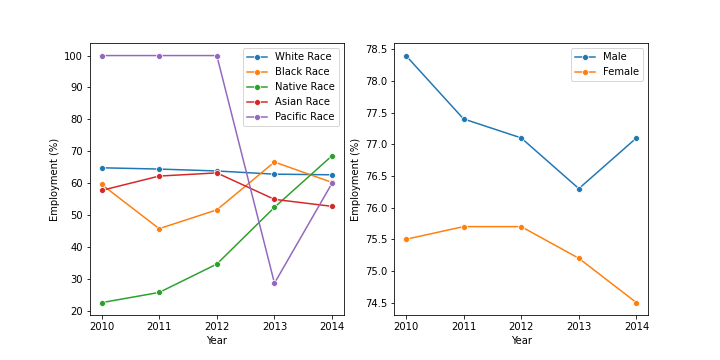 100
90
80
70
60
50
40
30
20
Employment (%)
2010 2011 2012 2013 2014
Year
White Race
Black Race
Native Race
Asian Race
Pacific Race
78.5
78.0
77.5
77.0
76.5
76.0
75.5
75.0
74.5
Employment (%)
2010 2011 2012 2013 2014
Year
Male
Female